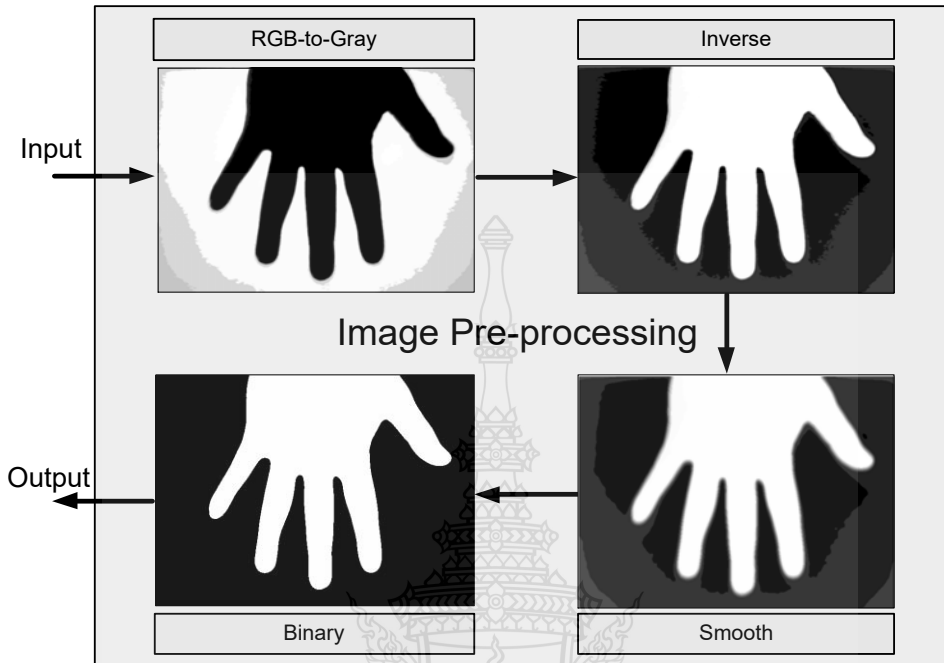 RGB-to-Gray
Inverse
Input
Image Pre-processing
Output
Binary
Smooth